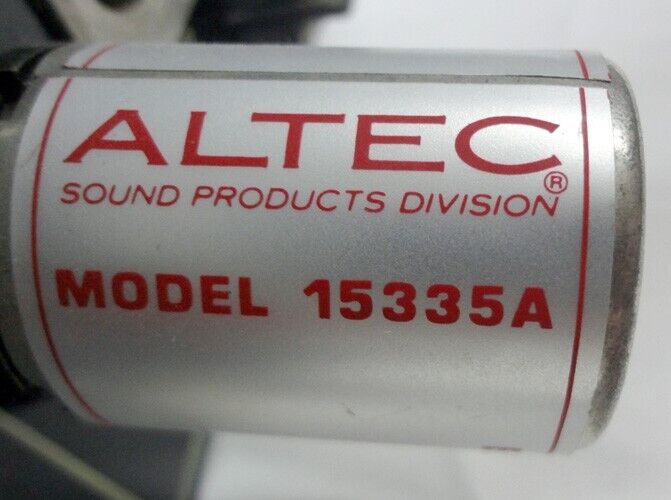 ALTEC®
SOUND PRODUCTS DIVISION
MODEL 15335A